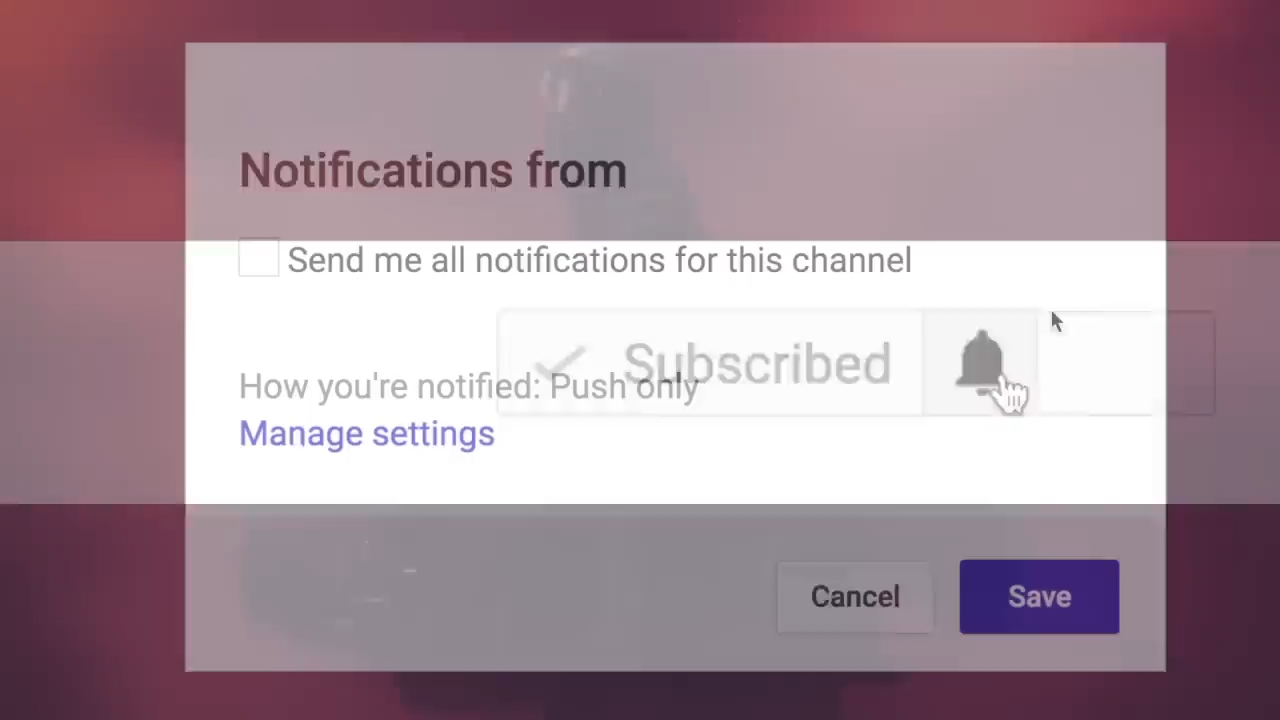 Notifications from
Send me all notifications for this channel
Subscribed
How you're notified: Push only
Manage settings
Cancel
Save